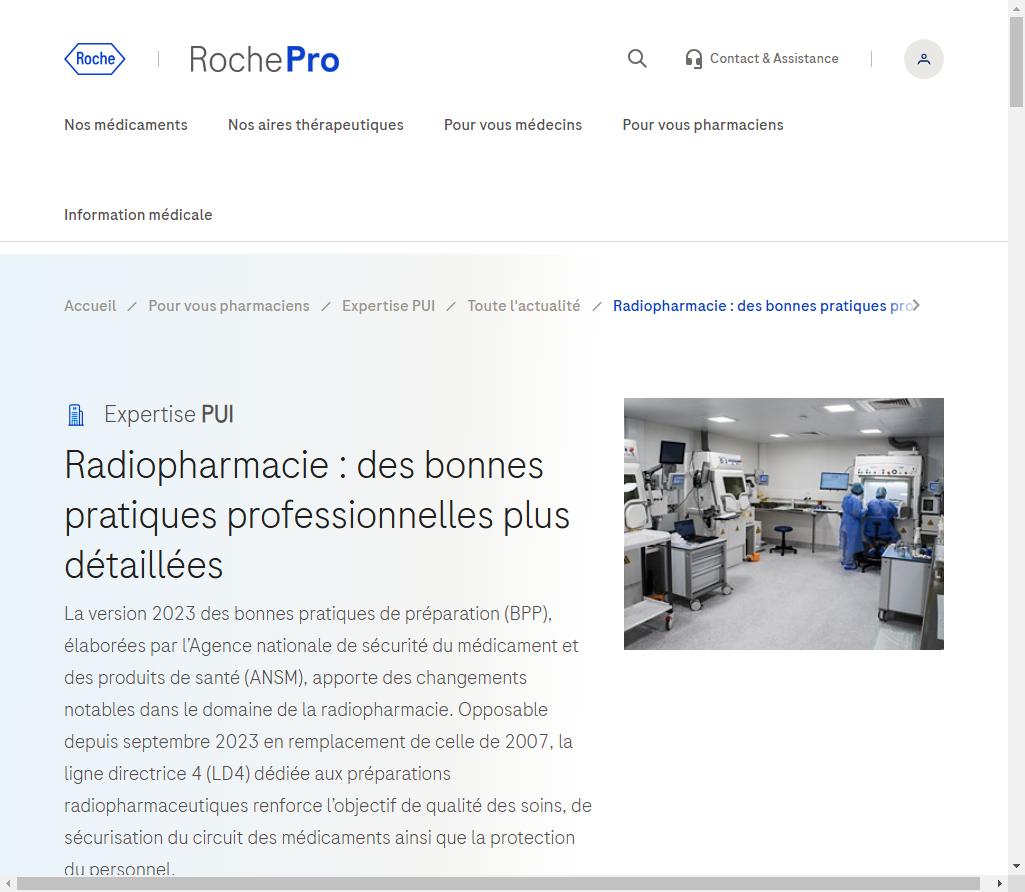 Roche
RochePro
Contact & Assistance
Nos médicaments
Nos aires thérapeutiques
Pour vous médecins
Pour vous pharmaciens
Information médicale
Accueil / Pour vous pharmaciens / Expertise PUI / Toute l'actualité / Radiopharmacie : des bonnes pratiques pro
Expertise PUI
Radiopharmacie : des bonnes
pratiques professionnelles plus
détaillées
La version 2023 des bonnes pratiques de préparation (BPP),
élaborées par l’Agence nationale de sécurité du médicament et
des produits de santé (ANSM), apporte des changements
notables dans le domaine de la radiopharmacie. Opposable
depuis septembre 2023 en remplacement de celle de 2007, la
ligne directrice 4 (LD4) dédiée aux préparations
radiopharmaceutiques renforce l’objectif de qualité des soins, de
sécurisation du circuit des médicaments ainsi que la protection
du personnel.